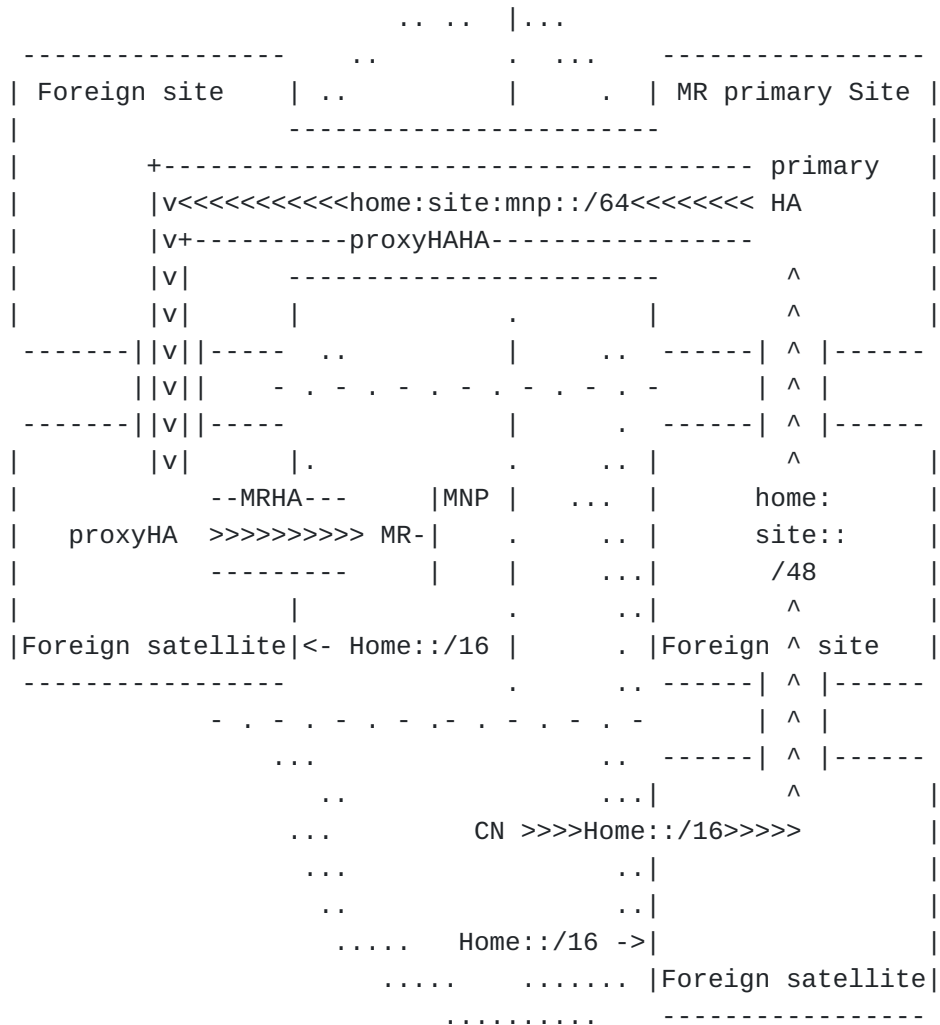 .. ..  |...
 -----------------    ..        .  ...    -----------------
| Foreign site    | ..          |     .  | MR primary Site |
|                 ------------------------                 |
|        +-------------------------------------- primary   |
|        |v<<<<<<<<<<<home:site:mnp::/64<<<<<<<< HA        |
|        |v+----------proxyHAHA-----------------           |
|        |v|      ------------------------        ^        |
|        |v|      |             .        |        ^        |
 -------||v||-----  ..          |     ..  ------| ^ |------
        ||v||    - . - . - . - . - . - . -      | ^ |
 -------||v||-----              |      .  ------| ^ |------
|        |v|      |.            .     .. |        ^        |
|            --MRHA---     |MNP |   ...  |      home:      |
|   proxyHA  >>>>>>>>>> MR-|    .     .. |      site::     |
|            ---------     |    |     ...|       /48       |
|                 |             .      ..|        ^        |
|Foreign satellite|<- Home::/16 |      . |Foreign ^ site   |
 -----------------              .     .. ------| ^ |------
            - . - . - . - .- . - . - . -       | ^ |
                ...                  ..  ------| ^ |------
                   ..                ...|        ^        |
                 ...         CN >>>>Home::/16>>>>>        |
                  ...                 ..|                 |
                   ..                 ..|                 |
                    .....   Home::/16 ->|                 |
                       .....    ....... |Foreign satellite|
                           ..........    -----------------